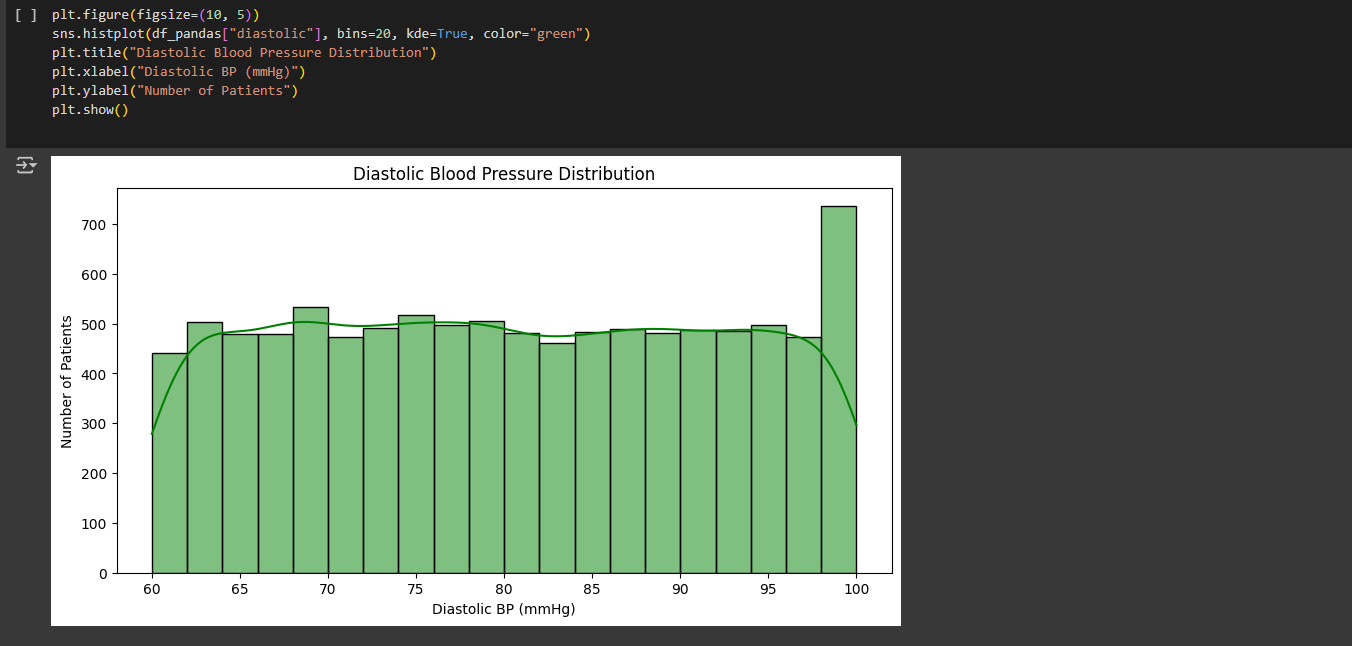 [ ] plt.figure(figsize=(10, 5))
sns.histplot(df_pandas["diastolic"], bins=20, kde=True, color="green")
plt.title("Diastolic Blood Pressure Distribution")
plt.xlabel("Diastolic BP (mmHg)")
plt.ylabel("Number of Patients")
plt.show()
Diastolic Blood Pressure Distribution
Number of Patients
700
600
500
400
300
200
100
0
60 65 70 75 80 85 90 95 100
Diastolic BP (mmHg)